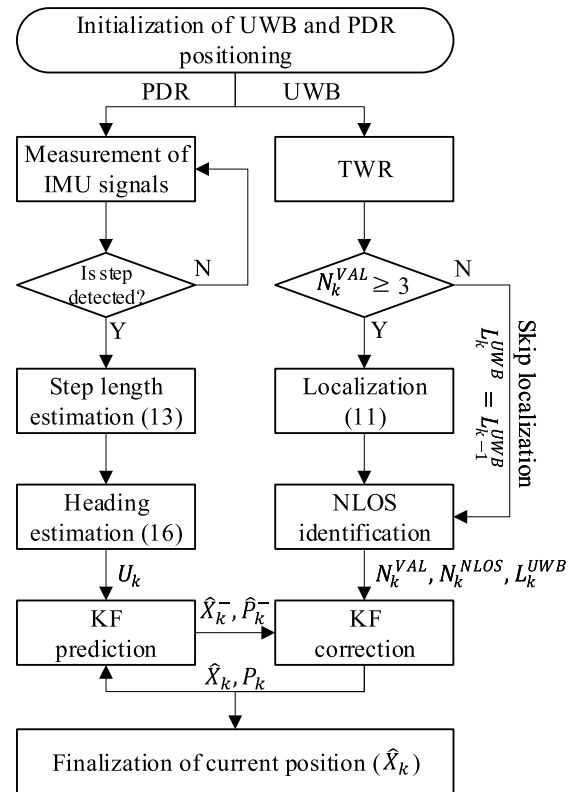 Initialization of UWB and PDR
positioning
PDR
UWB
Measurement of
IMU signals
TWR
Is step
detected?
N
Y
N_k^{VAL} ≥ 3
N
Y
Skip localization
L_k^{UWB} = L_{k-1}^{UWB}
Step length
estimation (13)
Localization
(11)
Heading
estimation (16)
NLOS
identification
U_k
N_k^{VAL}, N_k^{NLOS}, L_k^{UWB}
KF
prediction
X̂_k^-, P̂_k^-
KF
correction
X̂_k, P_k
Finalization of current position (X̂_k)